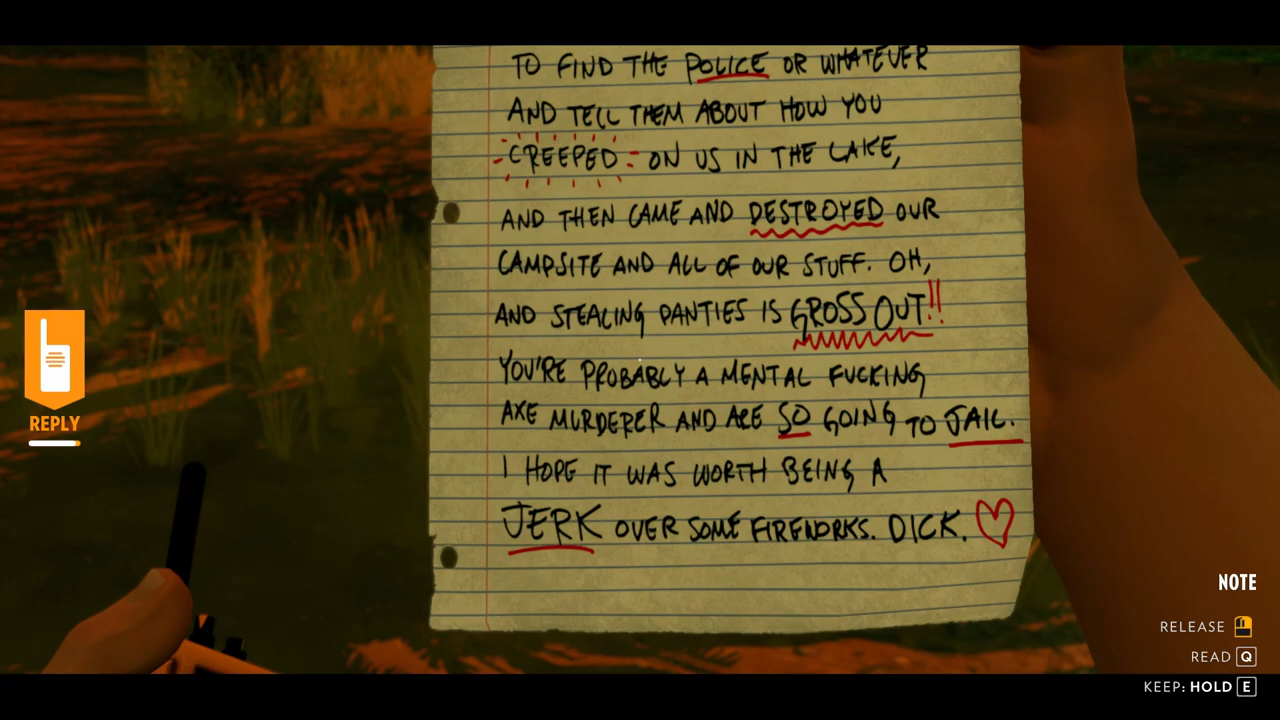 TO FIND THE POLICE OR WHATEVER
AND TELL THEM ABOUT HOW YOU
CREEPED ON US IN THE LAKE,
AND THEN CAME AND DESTROYED OUR
CAMPSITE AND ALL OF OUR STUFF. OH,
AND STEALING PANTIES IS GROSS OUT!!
YOU'RE PROBABLY A MENTAL FUCKING
AXE MURDERER AND ARE SO GOING TO JAIL.
I HOPE IT WAS WORTH BEING A
JERK OVER SOME FIREWORKS. DICK.
REPLY
NOTE
RELEASE
READ Q
KEEP: HOLD E